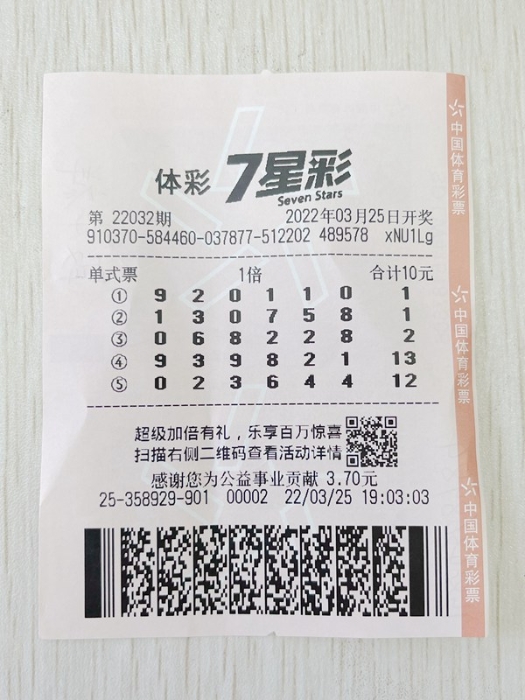 体彩 7星彩
Seven Stars
第 22032期 2022年03月25日开奖
910370-584460-037877-512202 489578 xNU1Lg
单式票 1倍 合计10元
① 9 2 0 1 1 0 1
② 1 3 0 7 5 8 1
③ 0 6 8 2 2 8 2
④ 9 3 9 8 2 1 13
⑤ 0 2 3 6 4 4 12
超级加倍有礼，乐享百万惊喜
扫描右侧二维码查看活动详情
感谢您为公益事业贡献 3.70元
25-358929-901 00002 22/03/25 19:03:03
中国体育彩票
中国体育彩票
中国体育彩票